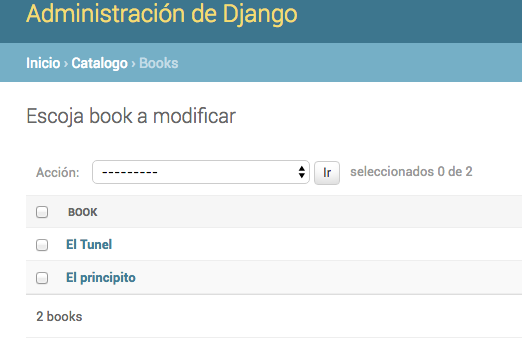 Administración de Django
Inicio › Catalogo › Books
Escoja book a modificar
Acción: --------- Ir seleccionados 0 de 2
BOOK
El Tunel
El principito
2 books